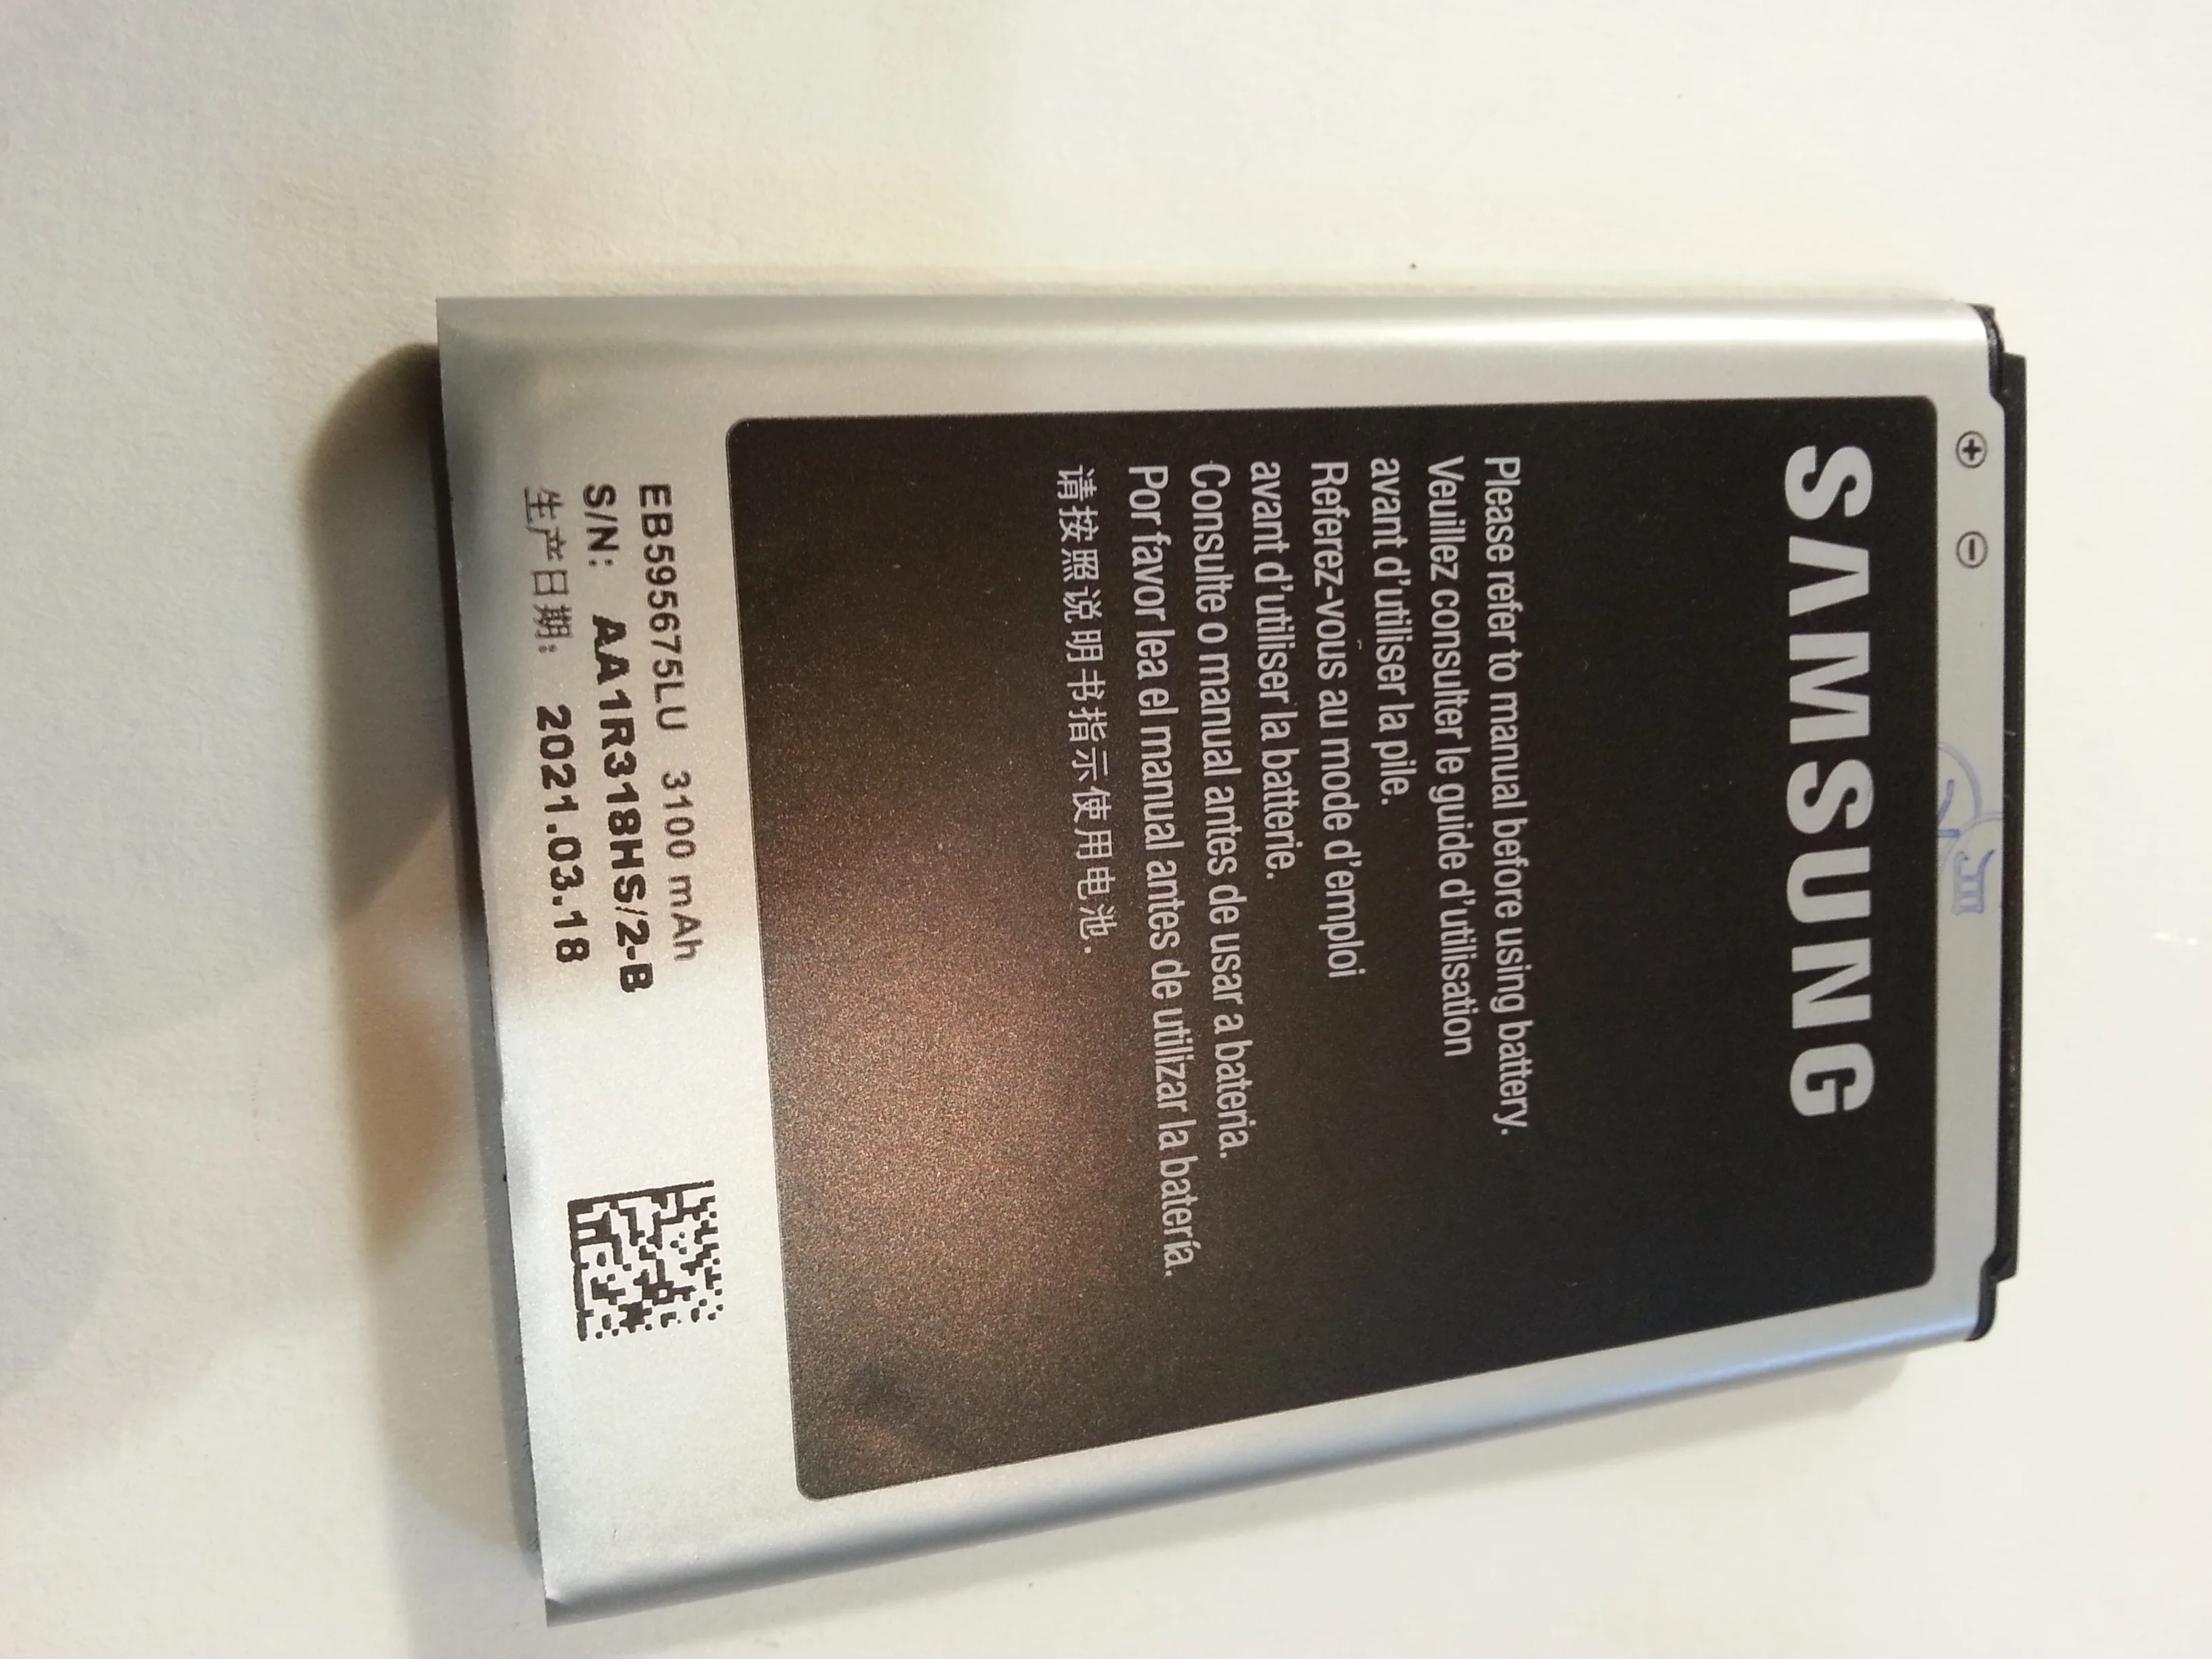 SAMSUNG
Please refer to manual before using battery.
Veuillez consulter le guide d'utilisation
avant d'utiliser la pile.
Referez-vous au mode d'emploi
avant d'utiliser la batterie.
Consulte o manual antes de usar a bateria.
Por favor lea el manual antes de utilizar la batería.
请按照说明书指示使用电池.
EB595675LU 3100 mAh
S/N: AA1R318HS/2-B
生产日期: 2021.03.18